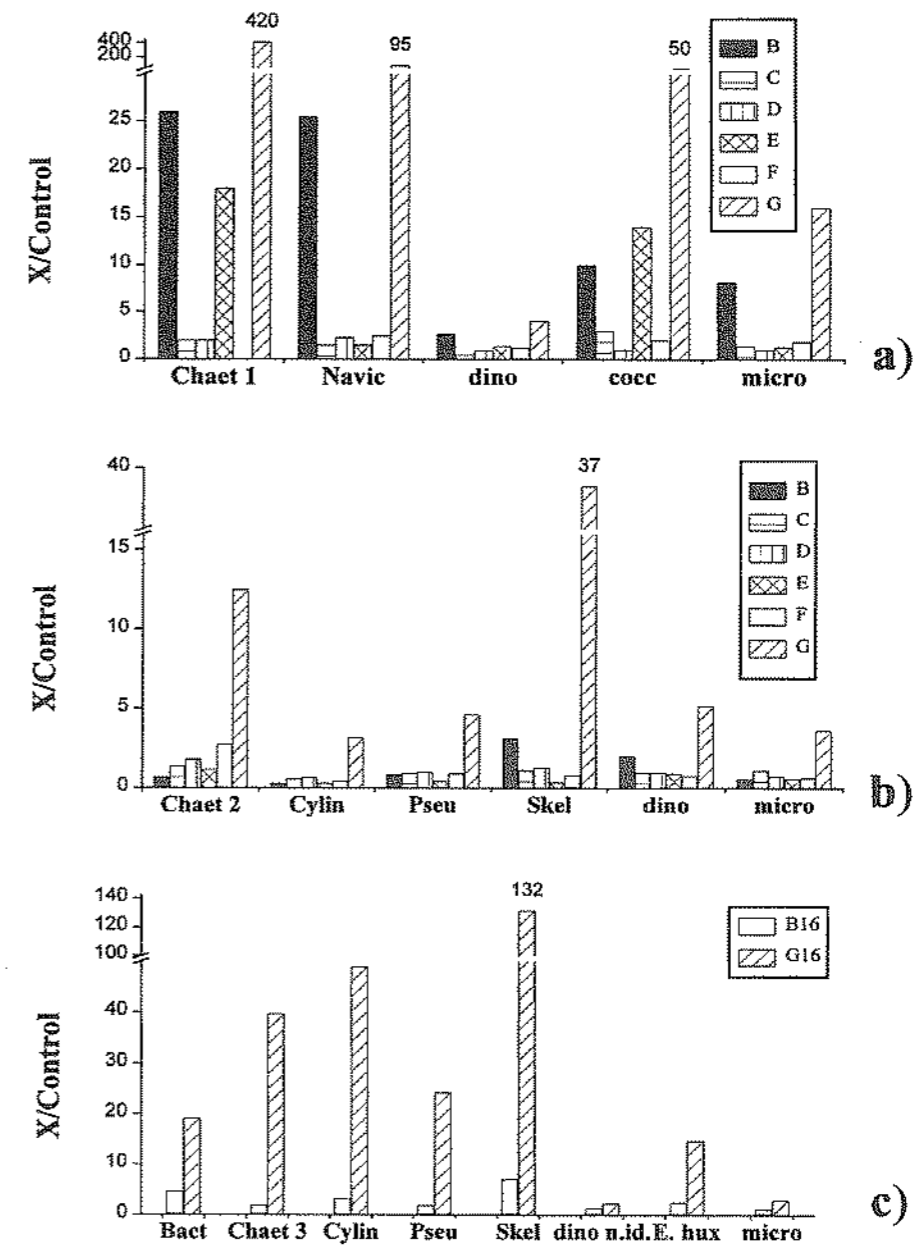 420
400
200
95
50
25
20
15
10
5
0
X/Control
B
C
D
E
F
G
Chaet 1 Navic dino cocc micro
a)
40
37
15
10
5
0
X/Control
B
C
D
E
F
G
Chaet 2 Cylin Pseu Skel dino micro
b)
140
132
120
100
40
30
20
10
0
X/Control
B16
G16
Bact Chaet 3 Cylin Pseu Skel dino n.id. E. hux micro
c)